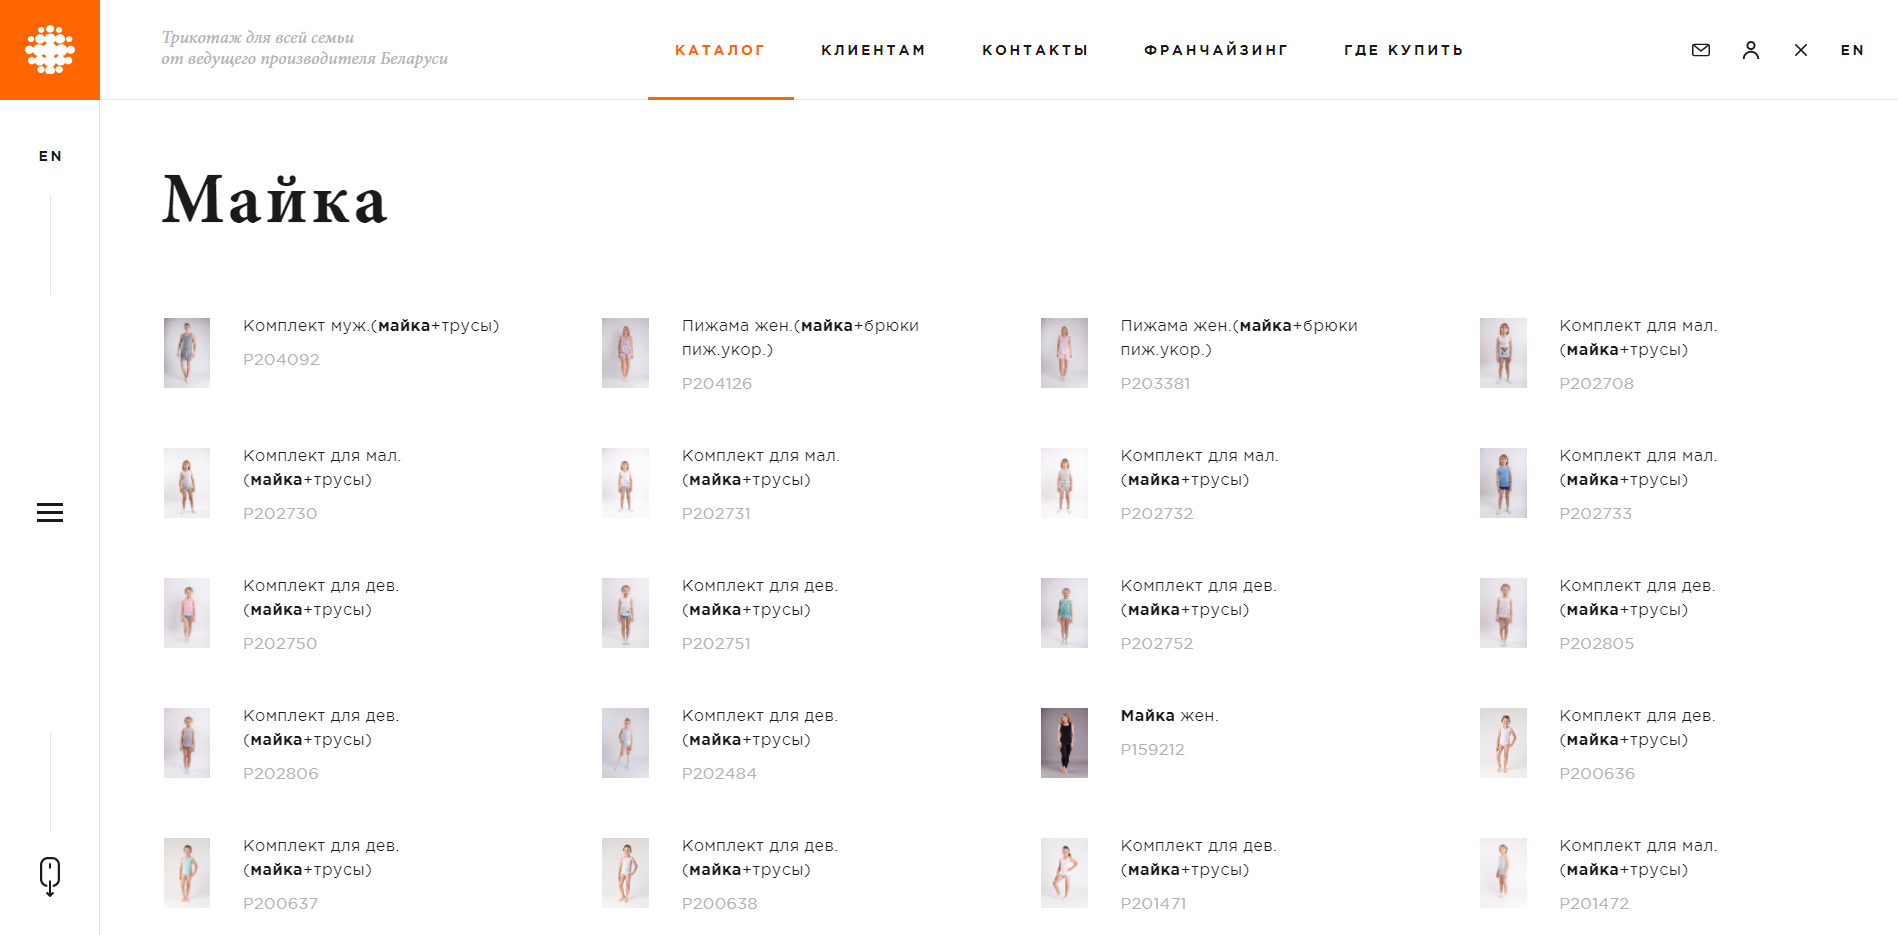 Трикотаж для всей семьи
от ведущего производителя Беларуси
КАТАЛОГ
КЛИЕНТАМ
КОНТАКТЫ
ФРАНЧАЙЗИНГ
ГДЕ КУПИТЬ
EN
EN
Майка
Комплект муж.(майка+трусы)
P204092
Пижама жен.(майка+брюки
пиж.укор.)
P204126
Пижама жен.(майка+брюки
пиж.укор.)
P203381
Комплект для мал.
(майка+трусы)
P202708
Комплект для мал.
(майка+трусы)
P202730
Комплект для мал.
(майка+трусы)
P202731
Комплект для мал.
(майка+трусы)
P202732
Комплект для мал.
(майка+трусы)
P202733
Комплект для дев.
(майка+трусы)
P202750
Комплект для дев.
(майка+трусы)
P202751
Комплект для дев.
(майка+трусы)
P202752
Комплект для дев.
(майка+трусы)
P202805
Комплект для дев.
(майка+трусы)
P202806
Комплект для дев.
(майка+трусы)
P202484
Майка жен.
P159212
Комплект для дев.
(майка+трусы)
P200636
Комплект для дев.
(майка+трусы)
P200637
Комплект для дев.
(майка+трусы)
P200638
Комплект для дев.
(майка+трусы)
P201471
Комплект для мал.
(майка+трусы)
P201472